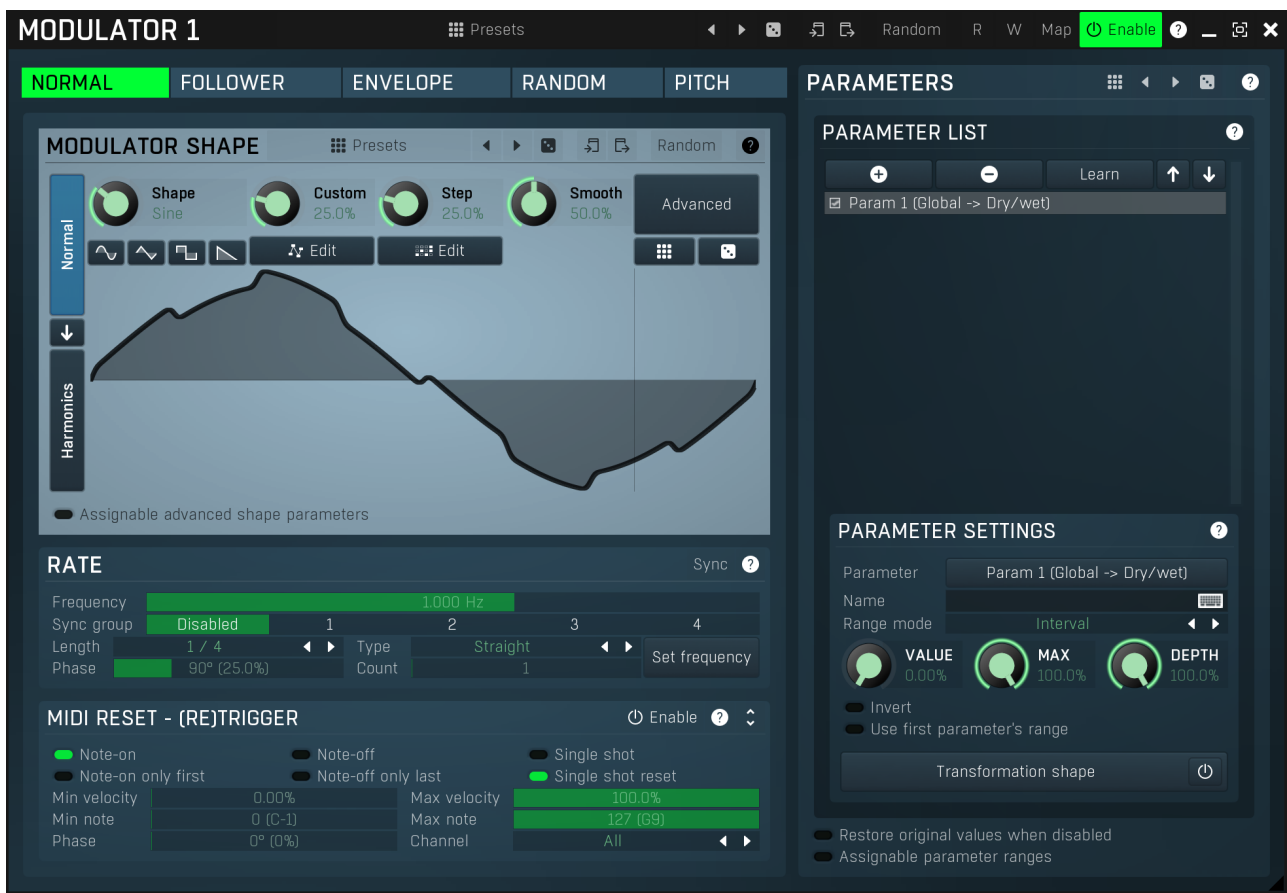 MODULATOR 1 Presets Random R W Map Enable ?
NORMAL FOLLOWER ENVELOPE RANDOM PITCH
MODULATOR SHAPE Presets Random ?
Normal
Harmonics
Shape Sine Custom 25.0% Step 25.0% Smooth 50.0% Advanced
Edit Edit
Assignable advanced shape parameters
RATE Sync ?
Frequency 1.000 Hz
Sync group Disabled 1 2 3 4
Length 1 / 4 Type Straight Set frequency
Phase 90° (25.0%) Count 1
MIDI RESET - (RE)TRIGGER Enable ?
Note-on Note-off Single shot
Note-on only first Note-off only last Single shot reset
Min velocity 0.00% Max velocity 100.0%
Min note 0 (C-1) Max note 127 (G9)
Phase 0° (0%) Channel All
PARAMETERS ?
PARAMETER LIST ?
Learn
Param 1 (Global -> Dry/wet)
PARAMETER SETTINGS ?
Parameter Param 1 (Global -> Dry/wet)
Name
Range mode Interval
VALUE 0.00% MAX 100.0% DEPTH 100.0%
Invert
Use first parameter's range
Transformation shape
Restore original values when disabled
Assignable parameter ranges